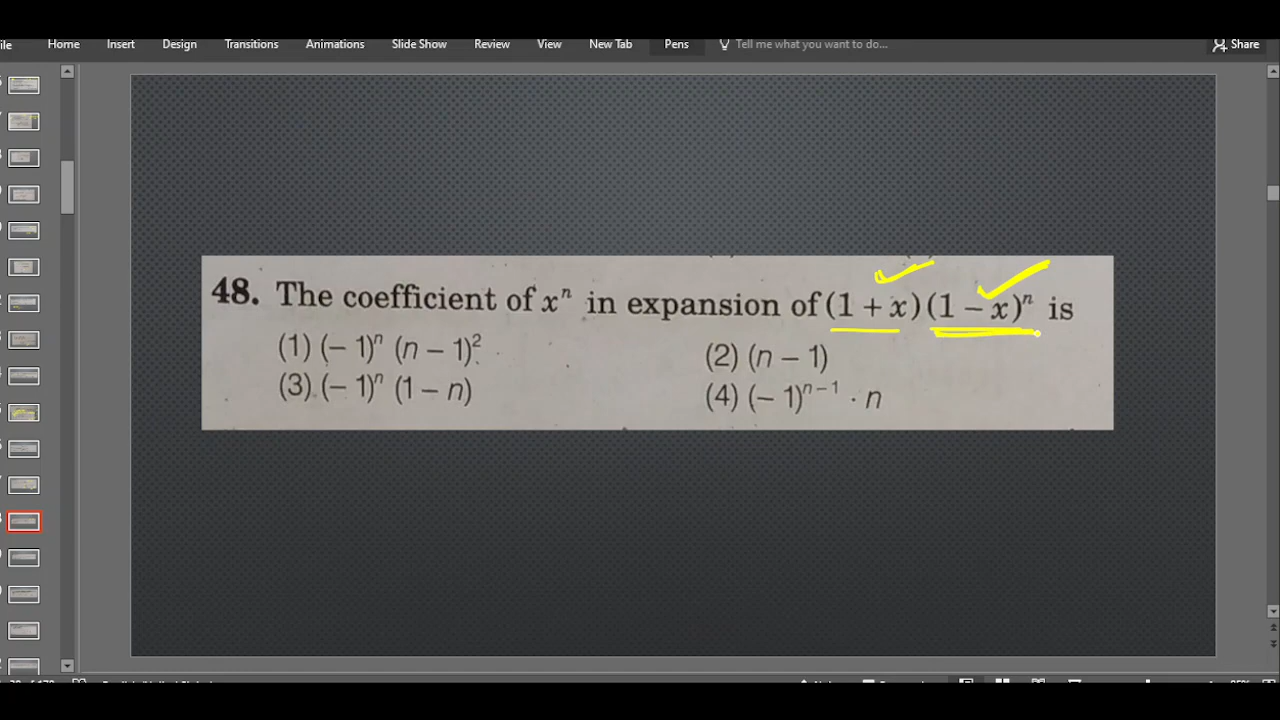 Home Insert Design Transitions Animations Slide Show Review View New Tab Pens Tell me what you want to do... Share
48. The coefficient of xⁿ in expansion of (1 + x)(1 − x)ⁿ is
(1) (− 1)ⁿ (n − 1)² (2) (n − 1)
(3) (− 1)ⁿ (1 − n) (4) (− 1)ⁿ⁻¹ · n